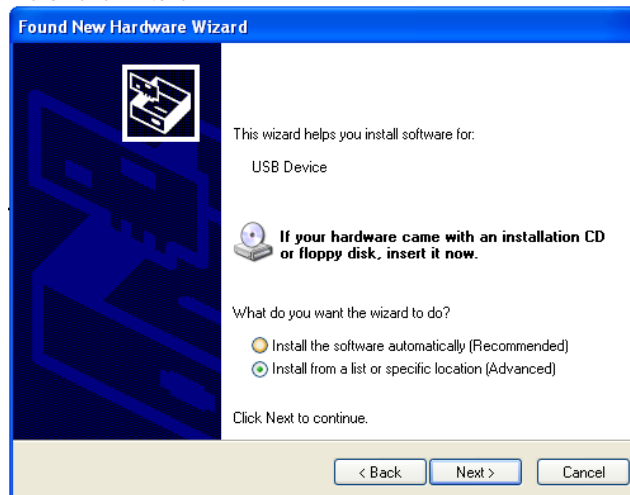 Found New Hardware Wizard
This wizard helps you install software for:
USB Device
If your hardware came with an installation CD
or floppy disk, insert it now.
What do you want the wizard to do?
Install the software automatically (Recommended)
Install from a list or specific location (Advanced)
Click Next to continue.
< Back Next > Cancel